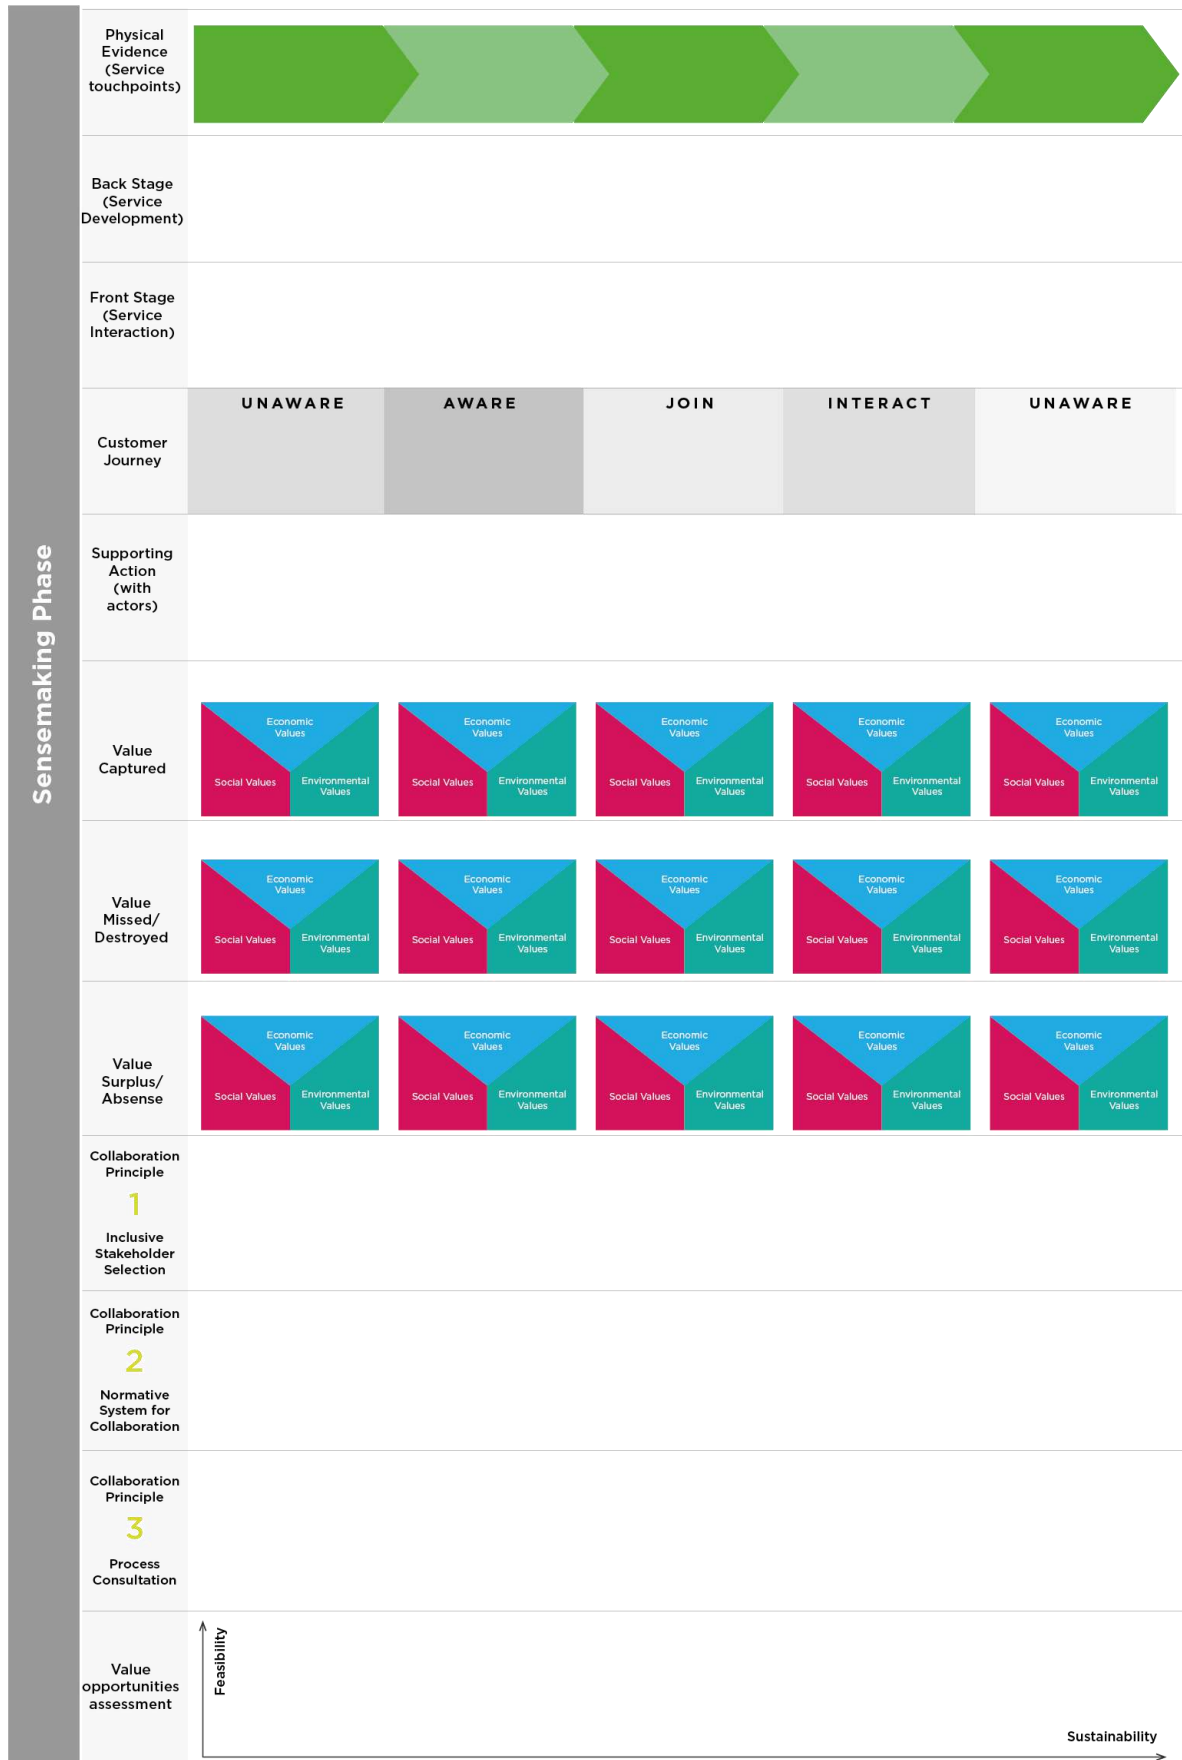 Sensemaking Phase
Physical
Evidence
(Service
touchpoints)
Back Stage
(Service
Development)
Front Stage
(Service
Interaction)
Customer
Journey
UNAWARE
AWARE
JOIN
INTERACT
UNAWARE
Supporting
Action
(with
actors)
Value
Captured
Economic
Values
Social Values
Environmental
Values
Economic
Values
Social Values
Environmental
Values
Economic
Values
Social Values
Environmental
Values
Economic
Values
Social Values
Environmental
Values
Economic
Values
Social Values
Environmental
Values
Value
Missed/
Destroyed
Economic
Values
Social Values
Environmental
Values
Economic
Values
Social Values
Environmental
Values
Economic
Values
Social Values
Environmental
Values
Economic
Values
Social Values
Environmental
Values
Economic
Values
Social Values
Environmental
Values
Value
Surplus/
Absense
Economic
Values
Social Values
Environmental
Values
Economic
Values
Social Values
Environmental
Values
Economic
Values
Social Values
Environmental
Values
Economic
Values
Social Values
Environmental
Values
Economic
Values
Social Values
Environmental
Values
Collaboration
Principle
1
Inclusive
Stakeholder
Selection
Collaboration
Principle
2
Normative
System for
Collaboration
Collaboration
Principle
3
Process
Consultation
Value
opportunities
assessment
Feasibility
Sustainability